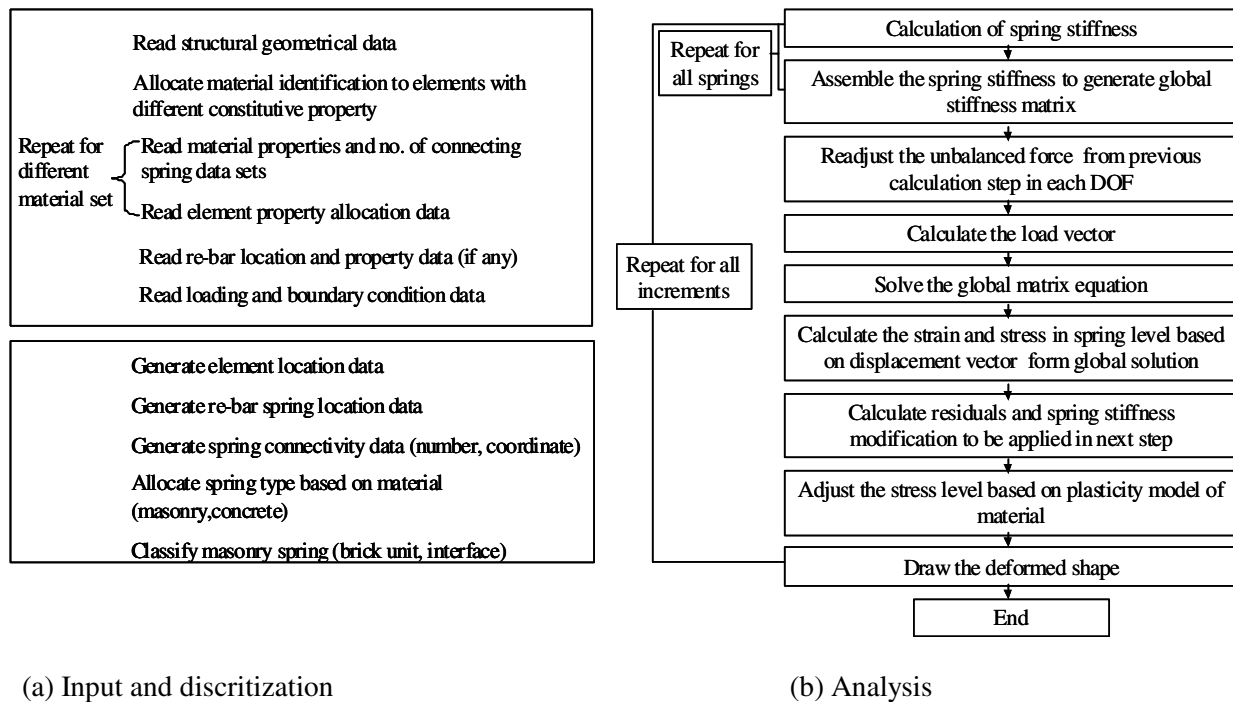 Read structural geometrical data
Allocate material identification to elements with
different constitutive property
Repeat for
different
material set
Read material properties and no. of connecting
spring data sets
Read element property allocation data
Read re-bar location and property data (if any)
Read loading and boundary condition data
Generate element location data
Generate re-bar spring location data
Generate spring connectivity data (number, coordinate)
Allocate spring type based on material
(masonry,concrete)
Classify masonry spring (brick unit, interface)
(a) Input and discritization
Repeat for
all springs
Repeat for all
increments
Calculation of spring stiffness
Assemble the spring stiffness to generate global
stiffness matrix
Readjust the unbalanced force from previous
calculation step in each DOF
Calculate the load vector
Solve the global matrix equation
Calculate the strain and stress in spring level based
on displacement vector form global solution
Calculate residuals and spring stiffness
modification to be applied in next step
Adjust the stress level based on plasticity model of
material
Draw the deformed shape
End
(b) Analysis